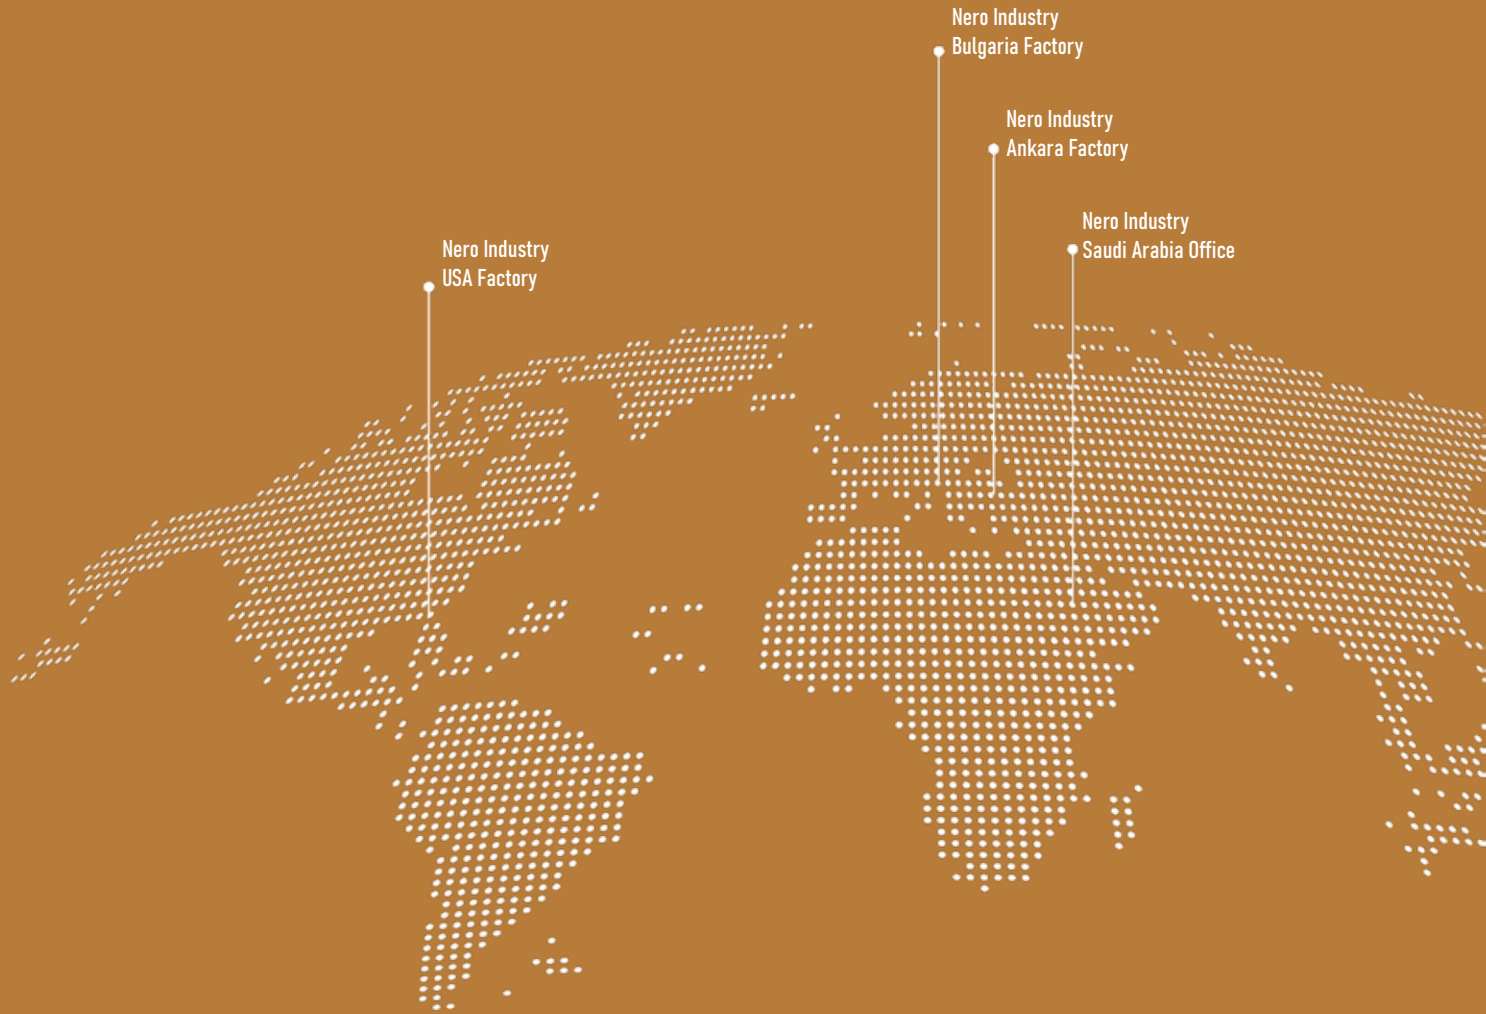 Nero Industry
Bulgaria Factory
Nero Industry
Ankara Factory
Nero Industry
Saudi Arabia Office
Nero Industry
USA Factory